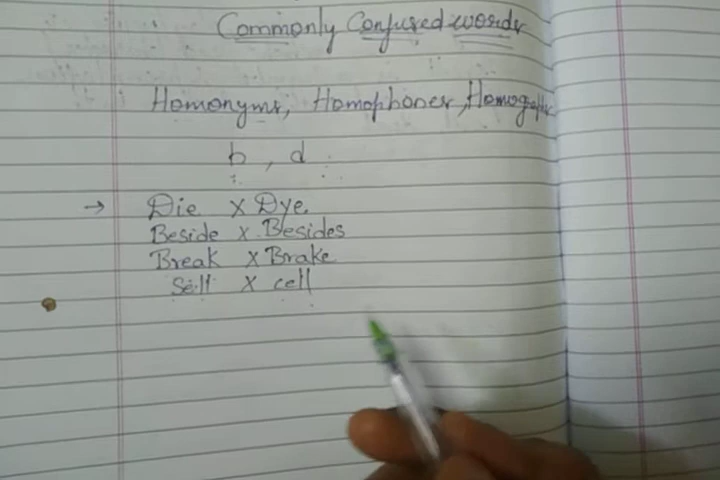 Commonly Confused words
Homonyms, Homophones, Homographs
b , d
→ Die x Dye.
Beside x Besides
Break x Brake
Sell x cell